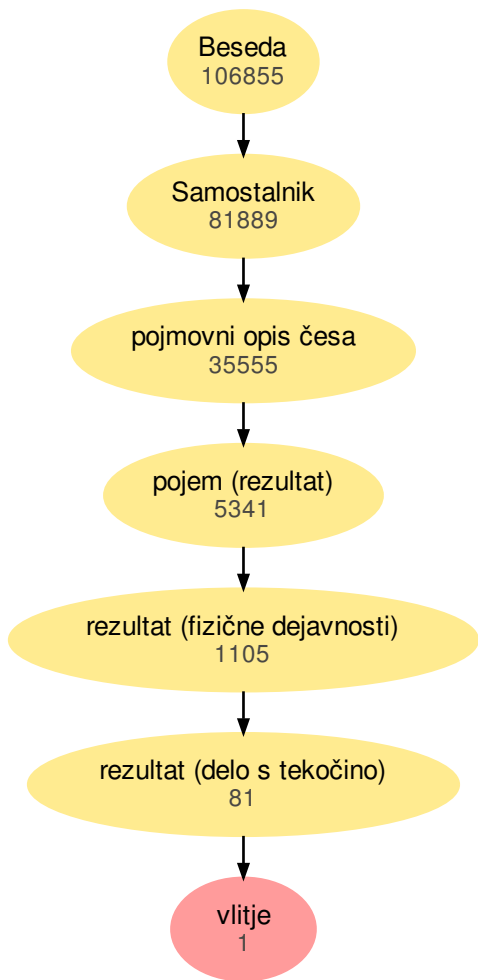 Beseda
106855
Samostalnik
81889
pojmovni opis česa
35555
pojem (rezultat)
5341
rezultat (fizične dejavnosti)
1105
rezultat (delo s tekočino)
81
vlitje
1